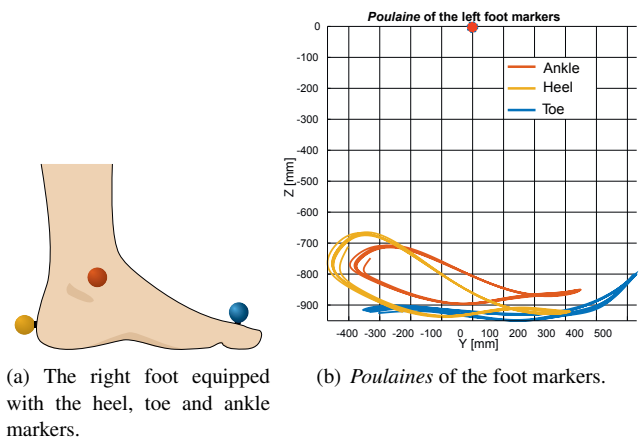 Poulaine of the left foot markers
0
-100
-200
-300
-400
-500
-600
-700
-800
-900
Z [mm]
Ankle
Heel
Toe
-400 -300 -200 -100 0 100 200 300 400 500
Y [mm]
(a) The right foot equipped
with the heel, toe and ankle
markers.
(b) Poulaines of the foot markers.